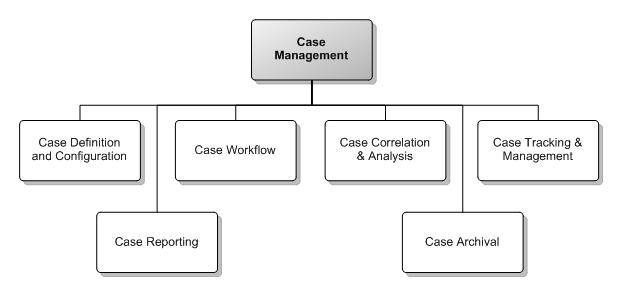 Case
Management
Case Definition
and Configuration
Case Workflow
Case Correlation
& Analysis
Case Tracking &
Management
Case Reporting
Case Archival